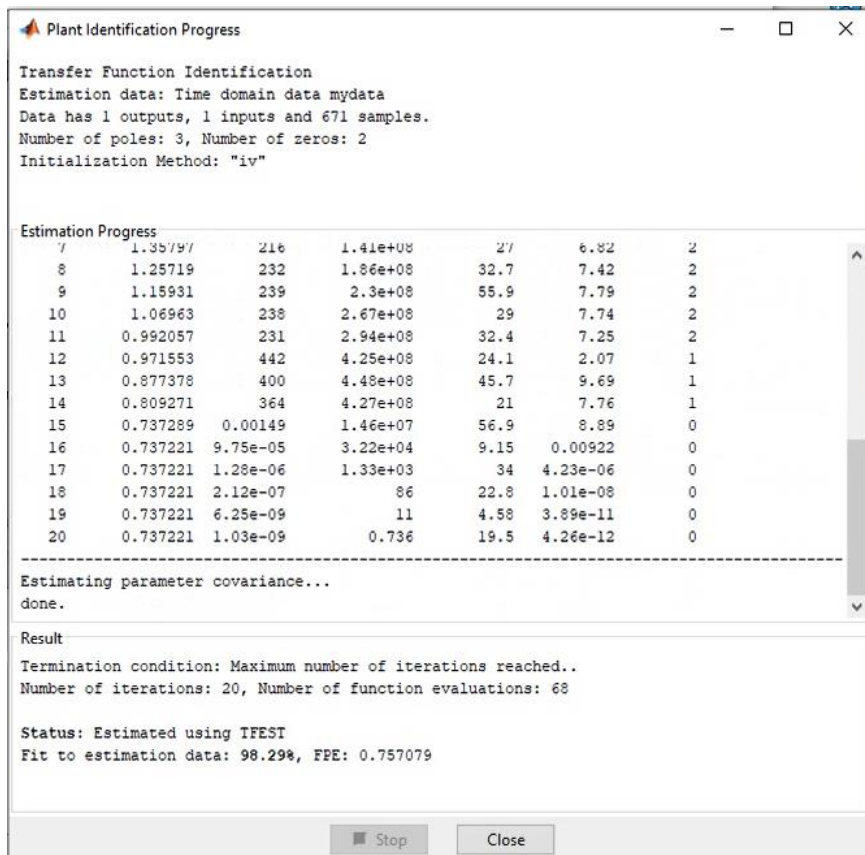 Plant Identification Progress
Transfer Function Identification
Estimation data: Time domain data mydata
Data has 1 outputs, 1 inputs and 671 samples.
Number of poles: 3, Number of zeros: 2
Initialization Method: "iv"
Estimation Progress
7 1.35797 216 1.41e+08 27 6.82 2
8 1.25719 232 1.86e+08 32.7 7.42 2
9 1.15931 239 2.3e+08 55.9 7.79 2
10 1.06963 238 2.67e+08 29 7.74 2
11 0.992057 231 2.94e+08 32.4 7.25 2
12 0.971553 442 4.25e+08 24.1 2.07 1
13 0.877378 400 4.48e+08 45.7 9.69 1
14 0.809271 364 4.27e+08 21 7.76 1
15 0.737289 0.00149 1.46e+07 56.9 8.89 0
16 0.737221 9.75e-05 3.22e+04 9.15 0.00922 0
17 0.737221 1.28e-06 1.33e+03 34 4.23e-06 0
18 0.737221 2.12e-07 86 22.8 1.01e-08 0
19 0.737221 6.25e-09 11 4.58 3.89e-11 0
20 0.737221 1.03e-09 0.736 19.5 4.26e-12 0
------------------------------------------------------------------------------------------
Estimating parameter covariance...
done.
Result
Termination condition: Maximum number of iterations reached..
Number of iterations: 20, Number of function evaluations: 68
Status: Estimated using TFEST
Fit to estimation data: 98.29%, FPE: 0.757079
Stop Close